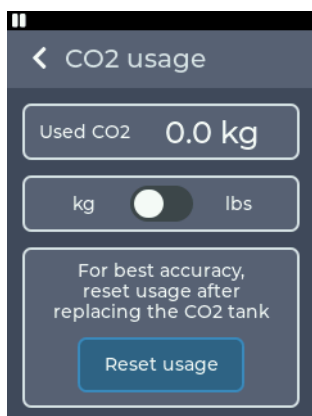 CO2 usage
Used CO2 0.0 kg
kg lbs
For best accuracy,
reset usage after
replacing the CO2 tank
Reset usage